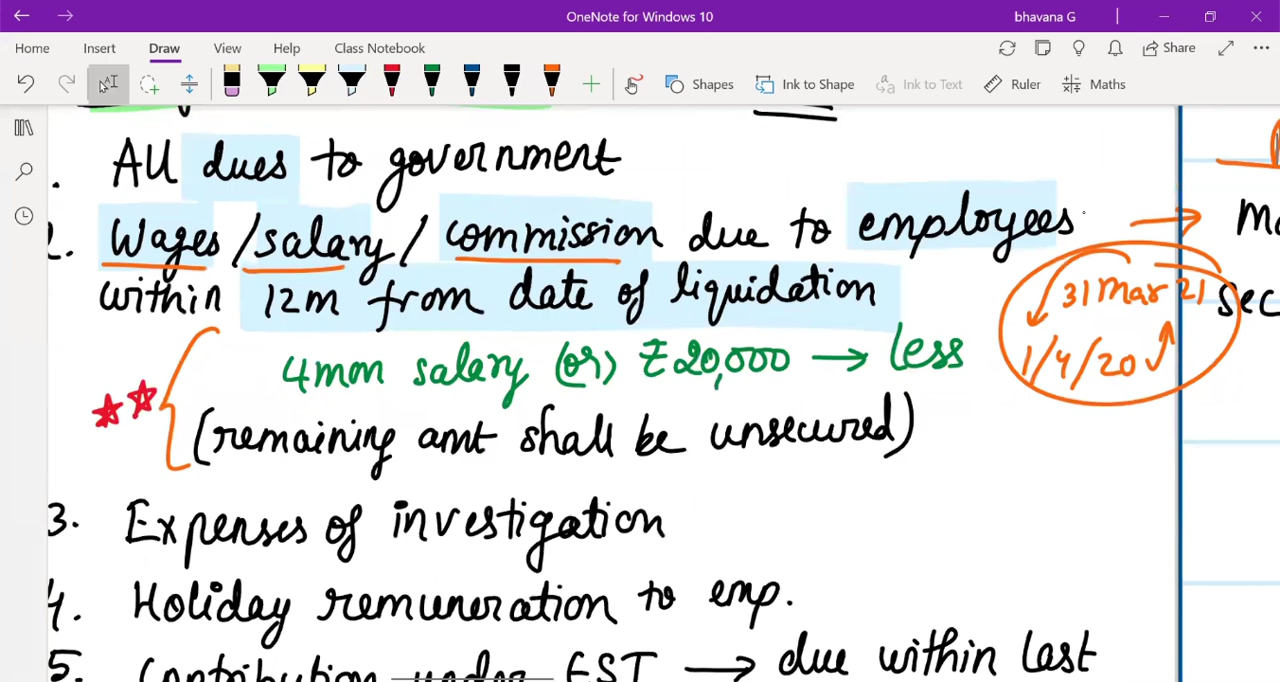 OneNote for Windows 10
bhavana G
Home Insert Draw View Help Class Notebook
Share
Shapes Ink to Shape Ink to Text Ruler Maths
All dues to government
2. Wages/salary/commission due to employees
within 12m from date of liquidation
31 Mar 21
1/4/20
4mon salary (or) ₹20,000 → less
(remaining amt shall be unsecured)
3. Expenses of investigation
4. Holiday remuneration to emp.
5. Contribution under EST → due within last